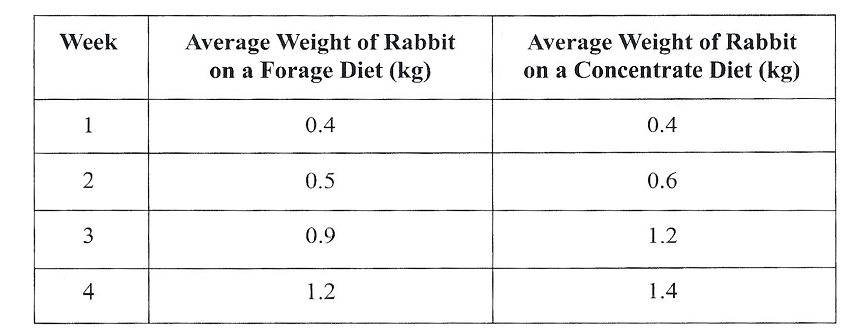 Week Average Weight of Rabbit on a Forage Diet (kg) Average Weight of Rabbit on a Concentrate Diet (kg)
1 0.4 0.4
2 0.5 0.6
3 0.9 1.2
4 1.2 1.4